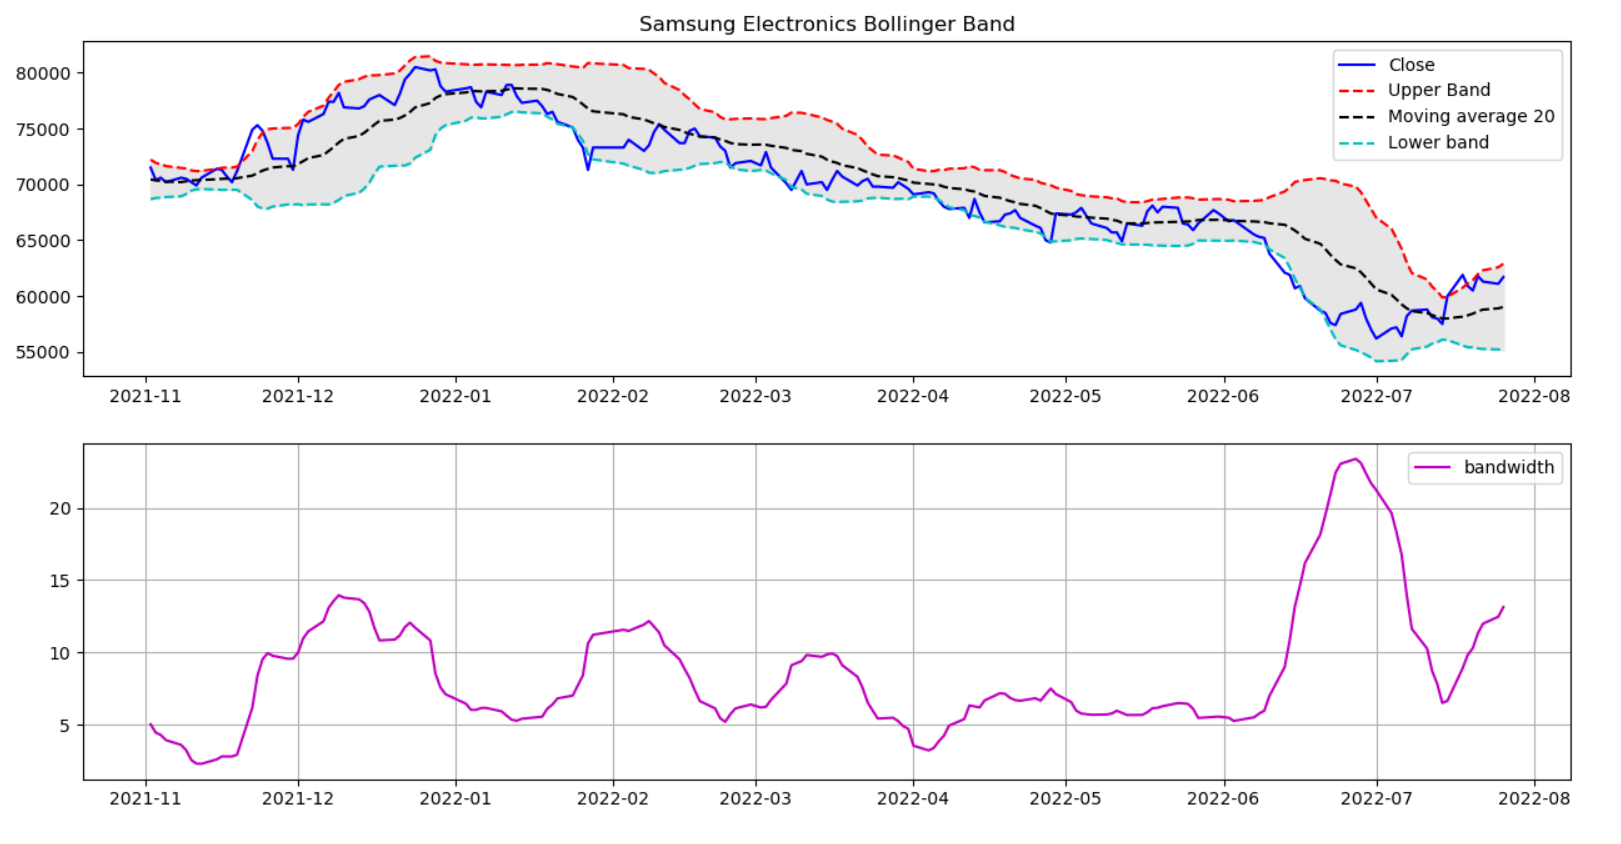 Samsung Electronics Bollinger Band
80000
75000
70000
65000
60000
55000
Close
Upper Band
Moving average 20
Lower band
2021-11 2021-12 2022-01 2022-02 2022-03 2022-04 2022-05 2022-06 2022-07 2022-08
20
15
10
5
bandwidth
2021-11 2021-12 2022-01 2022-02 2022-03 2022-04 2022-05 2022-06 2022-07 2022-08